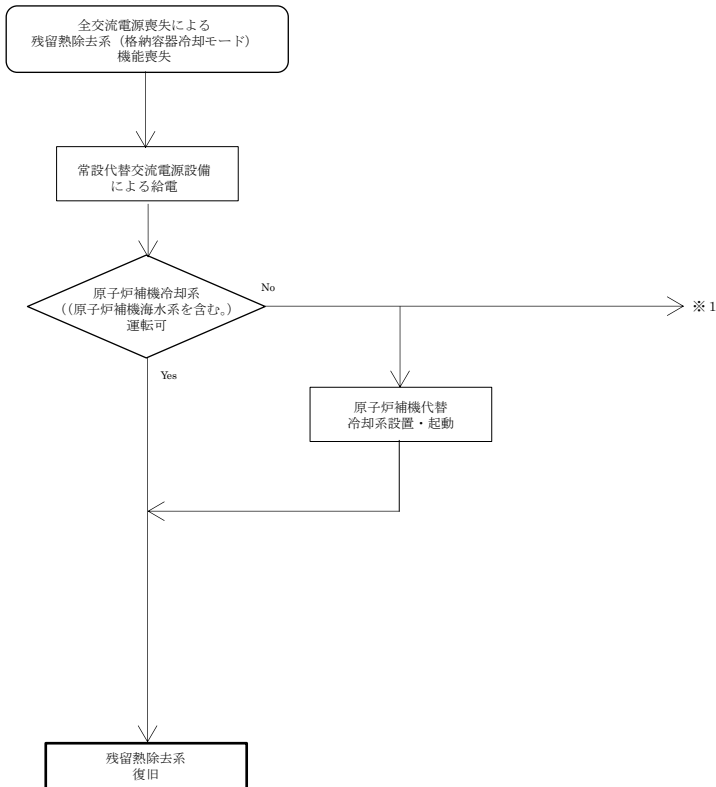 全交流電源喪失による
残留熱除去系（格納容器冷却モード）
機能喪失
常設代替交流電源設備
による給電
原子炉補機冷却系
((原子炉補機海水系を含む。)
運転可
No
※1
Yes
原子炉補機代替
冷却系設置・起動
残留熱除去系
復旧